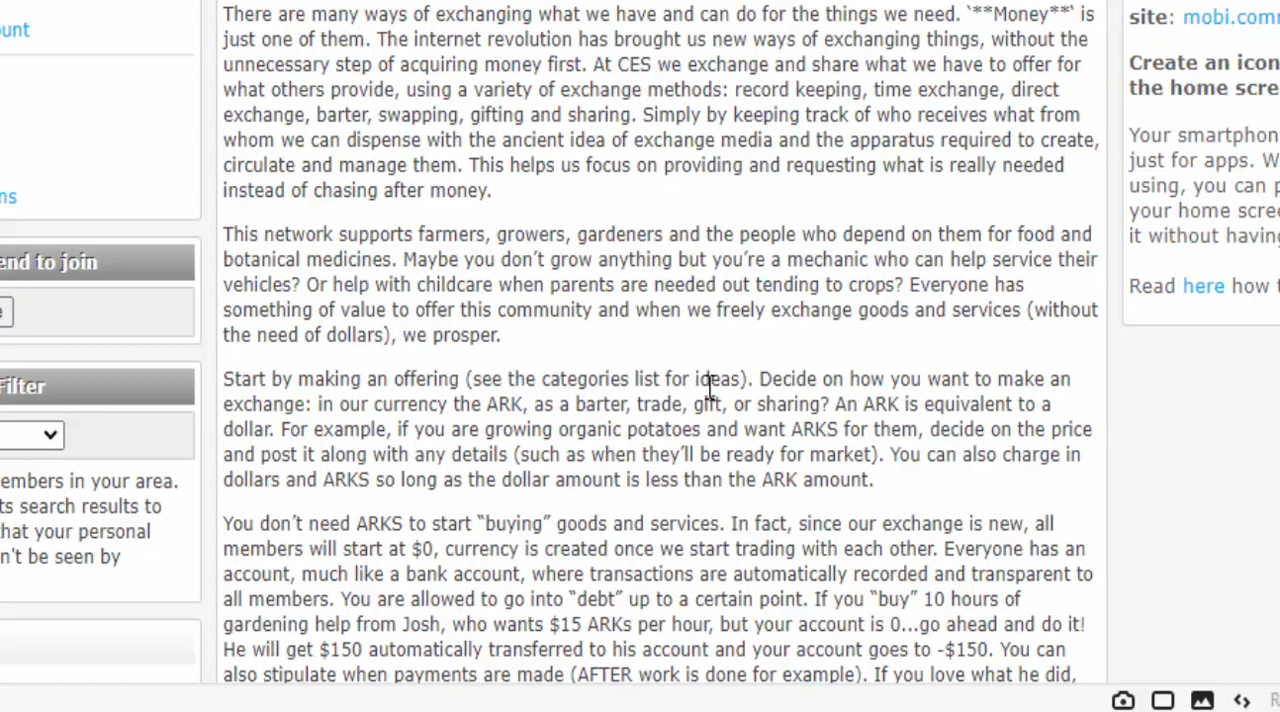 There are many ways of exchanging what we have and can do for the things we need. `**Money**` is
just one of them. The internet revolution has brought us new ways of exchanging things, without the
unnecessary step of acquiring money first. At CES we exchange and share what we have to offer for
what others provide, using a variety of exchange methods: record keeping, time exchange, direct
exchange, barter, swapping, gifting and sharing. Simply by keeping track of who receives what from
whom we can dispense with the ancient idea of exchange media and the apparatus required to create,
circulate and manage them. This helps us focus on providing and requesting what is really needed
instead of chasing after money.
This network supports farmers, growers, gardeners and the people who depend on them for food and
botanical medicines. Maybe you don’t grow anything but you’re a mechanic who can help service their
vehicles? Or help with childcare when parents are needed out tending to crops? Everyone has
something of value to offer this community and when we freely exchange goods and services (without
the need of dollars), we prosper.
Start by making an offering (see the categories list for ideas). Decide on how you want to make an
exchange: in our currency the ARK, as a barter, trade, gift, or sharing? An ARK is equivalent to a
dollar. For example, if you are growing organic potatoes and want ARKS for them, decide on the price
and post it along with any details (such as when they’ll be ready for market). You can also charge in
dollars and ARKS so long as the dollar amount is less than the ARK amount.
You don’t need ARKS to start “buying” goods and services. In fact, since our exchange is new, all
members will start at $0, currency is created once we start trading with each other. Everyone has an
account, much like a bank account, where transactions are automatically recorded and transparent to
all members. You are allowed to go into “debt” up to a certain point. If you “buy” 10 hours of
gardening help from Josh, who wants $15 ARKs per hour, but your account is 0...go ahead and do it!
He will get $150 automatically transferred to his account and your account goes to -$150. You can
also stipulate when payments are made (AFTER work is done for example). If you love what he did,
ount
ns
end to join
e
Filter
embers in your area.
ts search results to
that your personal
n't be seen by
site: mobi.com
Create an icon
the home scre
Your smartphon
just for apps. W
using, you can p
your home scree
it without having
Read here how t
R